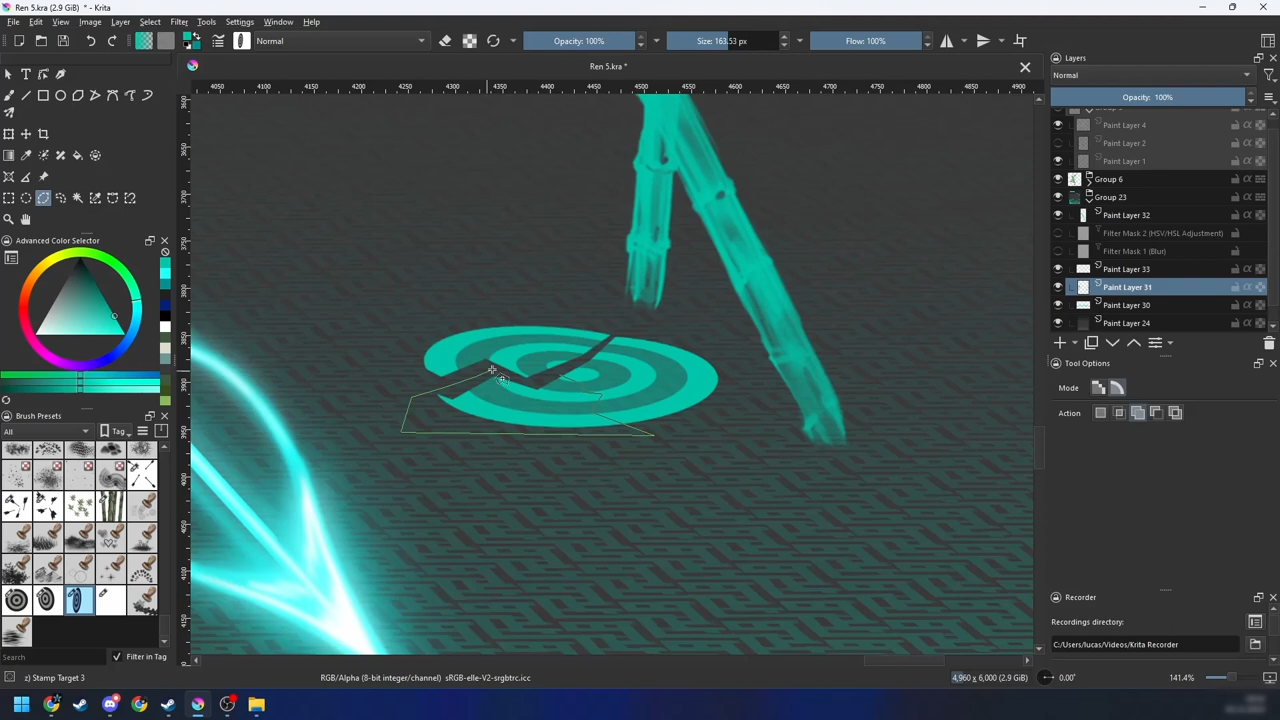 Ren 5.kra (2.9 GiB) * - Krita
File Edit View Image Layer Select Filter Tools Settings Window Help
Normal Opacity: 100% Size: 163.53 px Flow: 100%
Ren 5.kra *
4050 4100 4150 4200 4250 4300 4350 4400 4450 4500 4550 4600 4650 4700 4750 4800 4850 4900
Layers
Normal
Opacity: 100%
Paint Layer 4
Paint Layer 2
Paint Layer 1
Group 6
Group 23
Paint Layer 32
Filter Mask 2 (HSV/HSL Adjustment)
Filter Mask 1 (Blur)
Paint Layer 33
Paint Layer 31
Paint Layer 30
Paint Layer 24
Tool Options
Mode
Action
Recorder
Recordings directory:
C:/Users/lucas/Videos/Krita Recorder
Advanced Color Selector
Brush Presets
All Tag
Search Filter in Tag
z) Stamp Target 3 RGB/Alpha (8-bit integer/channel) sRGB-elle-V2-srgbtrc.icc 4,960 x 6,000 (2.9 GiB) 0.00° 141.4%